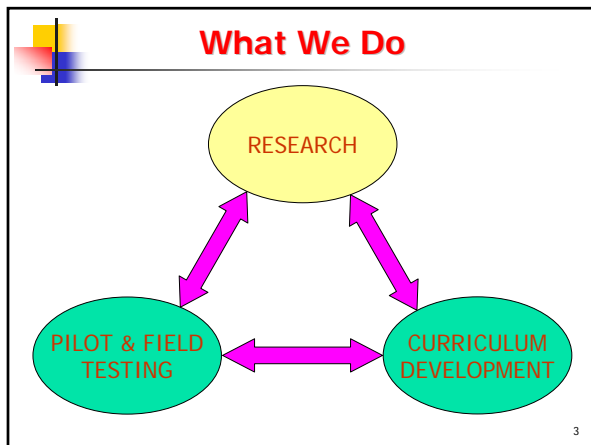 What We Do
RESEARCH
PILOT & FIELD
TESTING
CURRICULUM
DEVELOPMENT
3